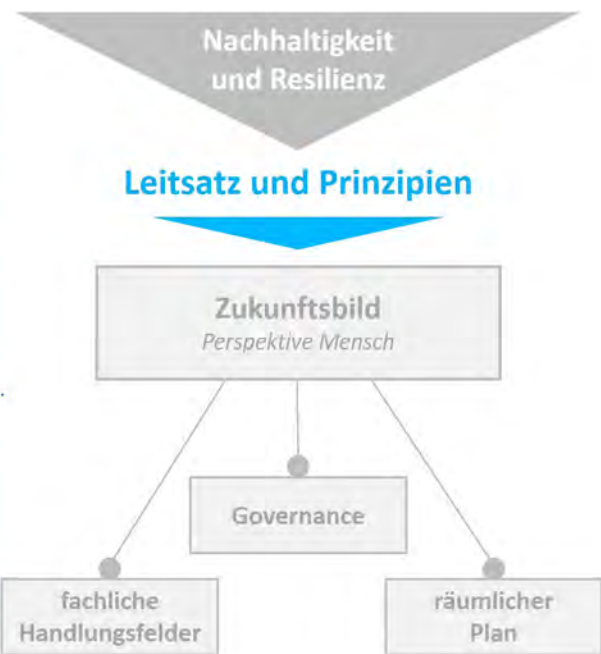 Nachhaltigkeit
und Resilienz
Leitsatz und Prinzipien
Zukunftsbild
Perspektive Mensch
Governance
fachliche
Handlungsfelder
räumlicher
Plan